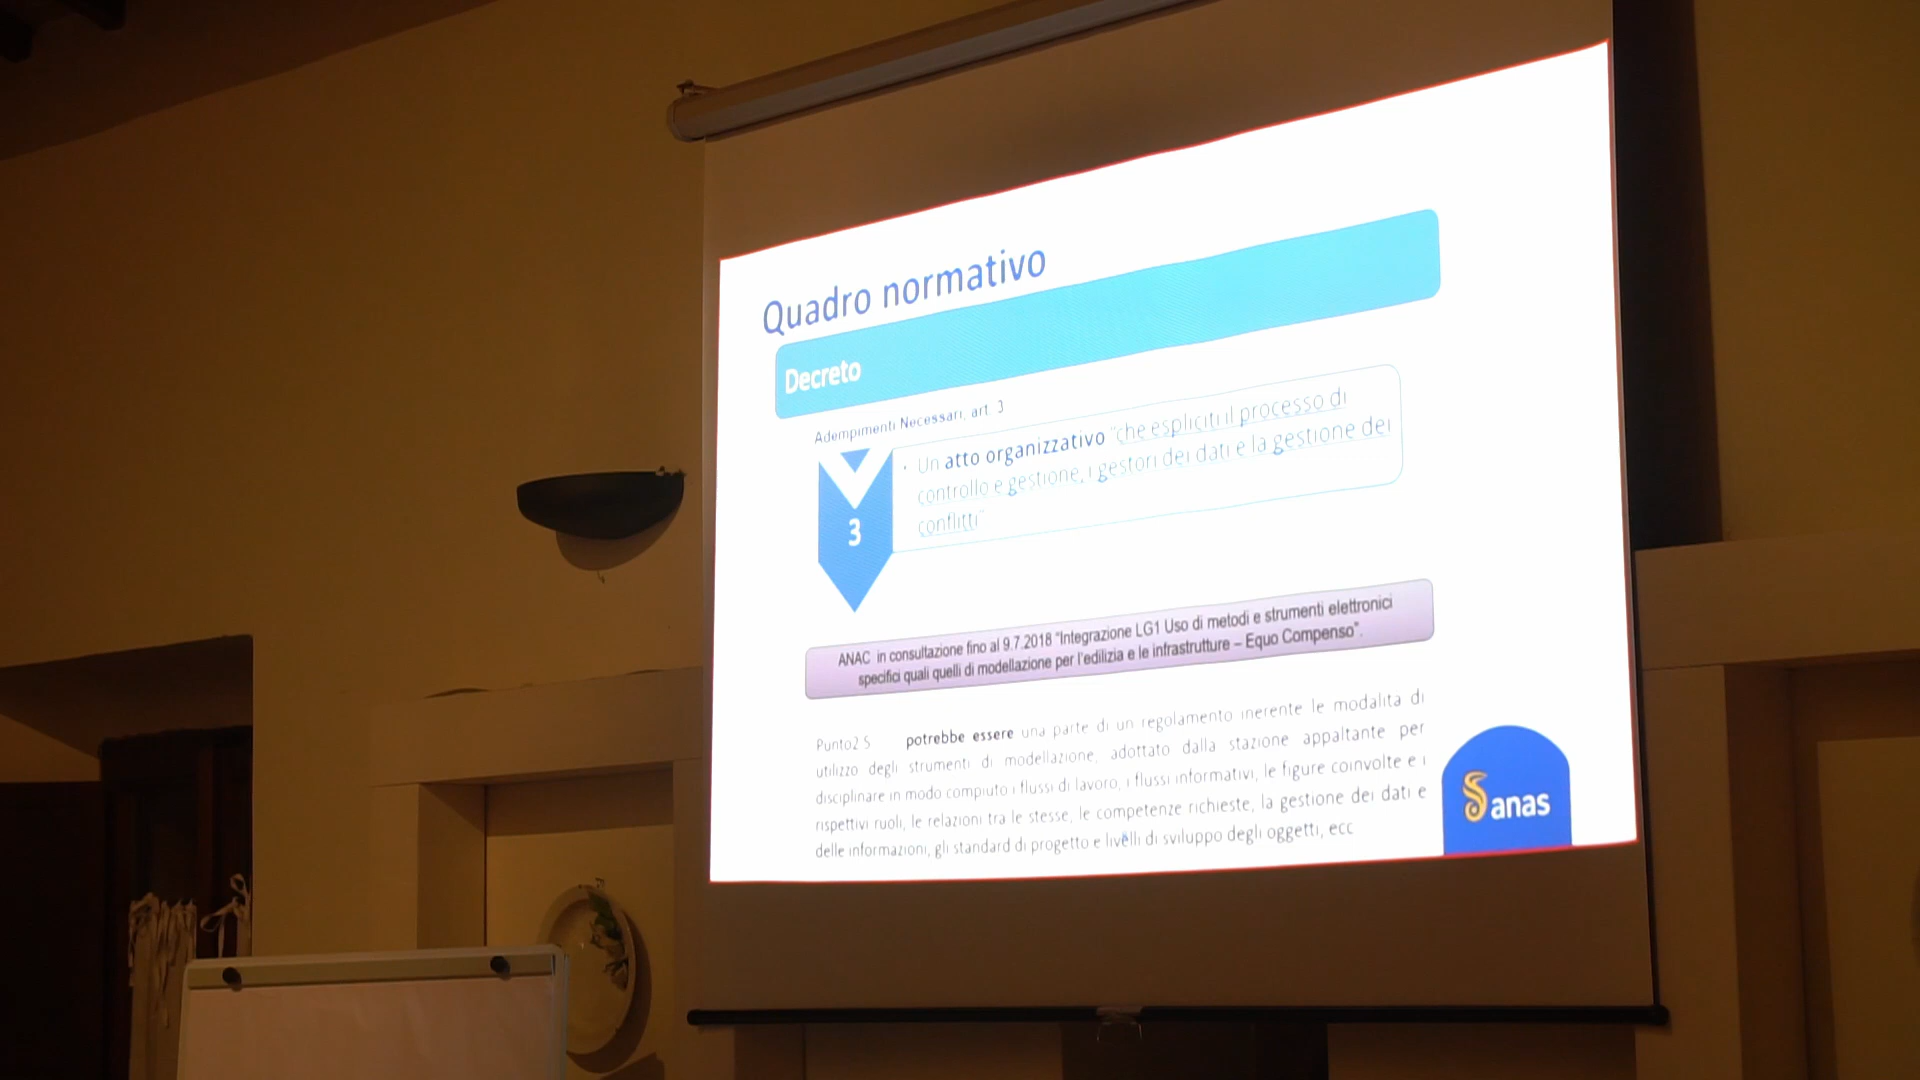 Quadro normativo
Decreto
Adempimenti Necessari, art. 3
3
• Un atto organizzativo "che espliciti il processo di
controllo e gestione, i gestori dei dati e la gestione dei
conflitti"
ANAC in consultazione fino al 9.7.2018 "Integrazione LG1 Uso di metodi e strumenti elettronici
specifici quali quelli di modellazione per l'edilizia e le infrastrutture – Equo Compenso".
Punto2 5 potrebbe essere una parte di un regolamento inerente le modalita di
utilizzo degli strumenti di modellazione, adottato dalla stazione appaltante per
disciplinare in modo compiuto i flussi di lavoro, i flussi informativi, le figure coinvolte e i
rispettivi ruoli, le relazioni tra le stesse, le competenze richieste, la gestione dei dati e
delle informazioni, gli standard di progetto e livelli di sviluppo degli oggetti, ecc
anas